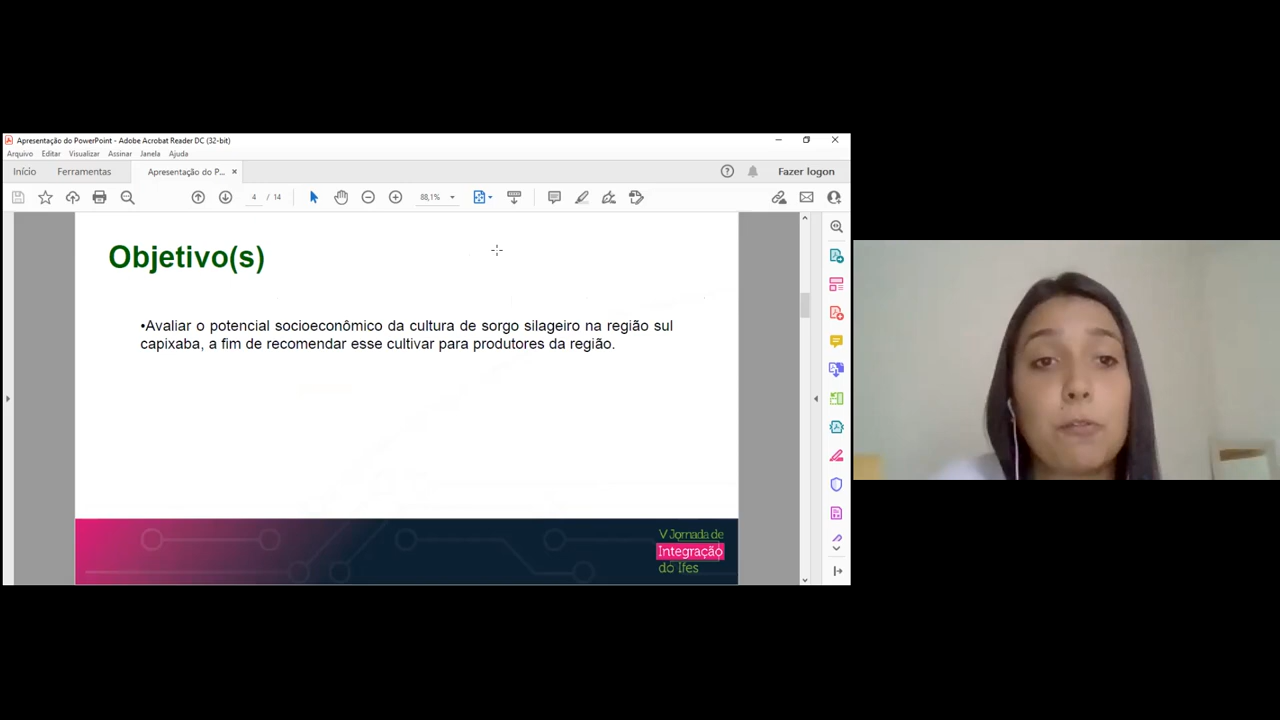 Apresentação do PowerPoint - Adobe Acrobat Reader DC (32-bit)
Arquivo Editar Visualizar Assinar Janela Ajuda
Início Ferramentas Apresentação do P... × Fazer logon
4 / 14 88,1%
Objetivo(s)
•Avaliar o potencial socioeconômico da cultura de sorgo silageiro na região sul
capixaba, a fim de recomendar esse cultivar para produtores da região.
V Jornada de
Integração
do Ifes